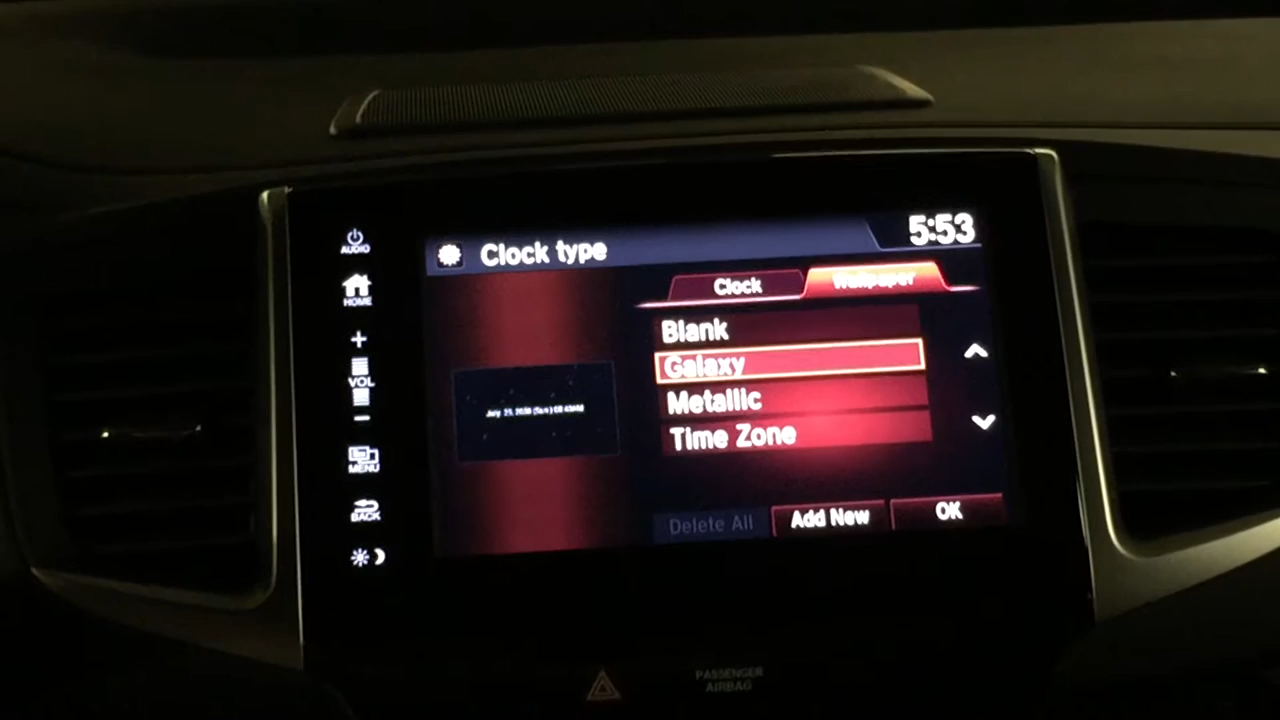 AUDIO
HOME
+
VOL
-
MENU
BACK
Clock type
5:53
Clock
Wallpaper
Blank
Galaxy
Metallic
Time Zone
Delete All
Add New
OK
PASSENGER
AIRBAG